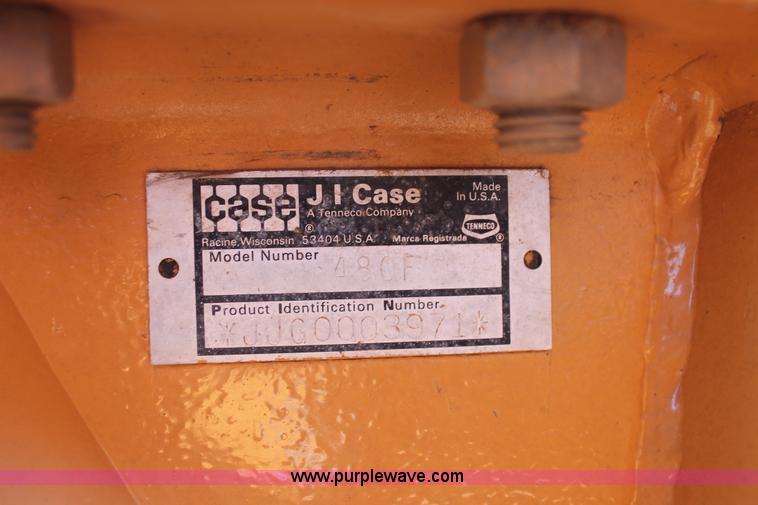 case J I Case Made
A Tenneco Company In U.S.A.
® TENNECO
Racine, Wisconsin 53404 U.S.A. Marca Registrada ®
Model Number
480F
Product Identification Number
*JJG0003971*
www.purplewave.com